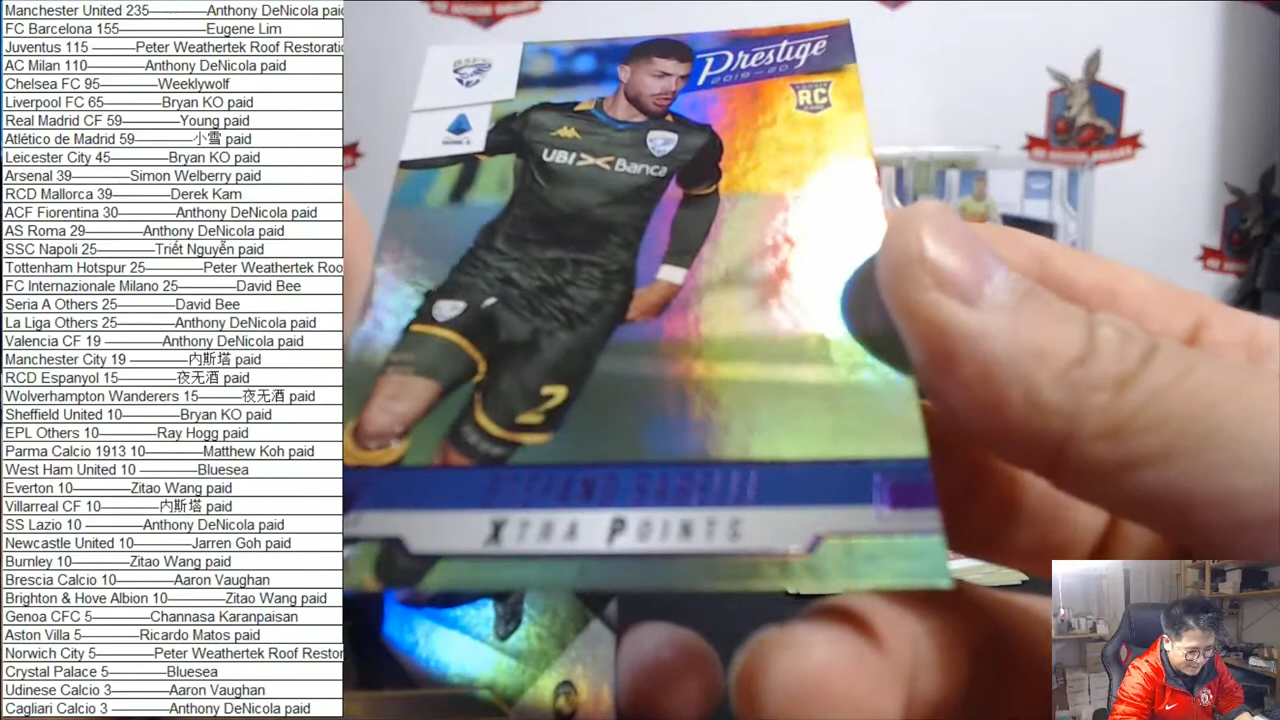 Manchester United 235———Anthony DeNicola paid
FC Barcelona 155———Eugene Lim
Juventus 115 ———Peter Weathertek Roof Restorati
AC Milan 110———Anthony DeNicola paid
Chelsea FC 95———Weeklywolf
Liverpool FC 65———Bryan KO paid
Real Madrid CF 59———Young paid
Atlético de Madrid 59———小雪 paid
Leicester City 45———Bryan KO paid
Arsenal 39———Simon Welberry paid
RCD Mallorca 39———Derek Kam
ACF Fiorentina 30———Anthony DeNicola paid
AS Roma 29———Anthony DeNicola paid
SSC Napoli 25———Triết Nguyễn paid
Tottenham Hotspur 25———Peter Weathertek Roo
FC Internazionale Milano 25———David Bee
Seria A Others 25———David Bee
La Liga Others 25———Anthony DeNicola paid
Valencia CF 19 ———Anthony DeNicola paid
Manchester City 19 ———内斯塔 paid
RCD Espanyol 15———夜无酒 paid
Wolverhampton Wanderers 15———夜无酒 paid
Sheffield United 10———Bryan KO paid
EPL Others 10———Ray Hogg paid
Parma Calcio 1913 10———Matthew Koh paid
West Ham United 10 ———Bluesea
Everton 10———Zitao Wang paid
Villarreal CF 10———内斯塔 paid
SS Lazio 10 ———Anthony DeNicola paid
Newcastle United 10———Jarren Goh paid
Burnley 10———Zitao Wang paid
Brescia Calcio 10———Aaron Vaughan
Brighton & Hove Albion 10———Zitao Wang paid
Genoa CFC 5———Channasa Karanpaisan
Aston Villa 5———Ricardo Matos paid
Norwich City 5———Peter Weathertek Roof Restor
Crystal Palace 5———Bluesea
Udinese Calcio 3———Aaron Vaughan
Cagliari Calcio 3———Anthony DeNicola paid
Prestige
2019-20
RC
UBI Banca
2
XTRA POINTS